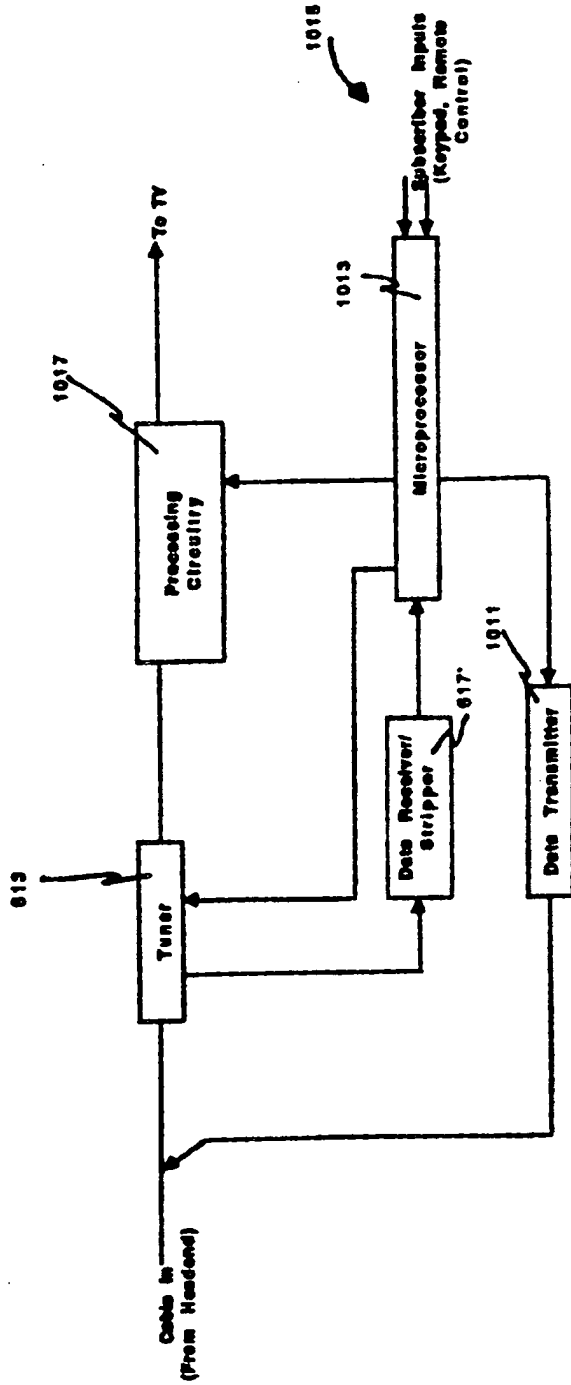 1015
Subscriber Inputs
(Keypad, Remote
Control)
To TV
1017
Processing
Circuitry
1013
Microprocessor
613
Tuner
Data Receiver/
Stripper
617'
1011
Data Transmitter
Cable In
(From Headend)